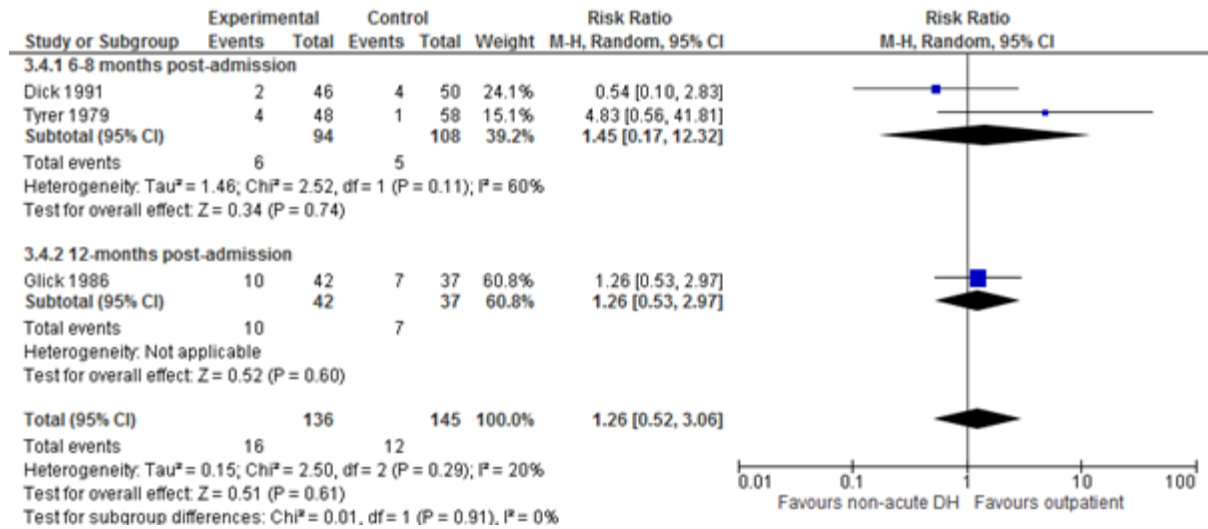 Experimental Control Risk Ratio Risk Ratio
Study or Subgroup Events Total Events Total Weight M-H, Random, 95% CI M-H, Random, 95% CI
3.4.1 6-8 months post-admission
Dick 1991 2 46 4 50 24.1% 0.54 [0.10, 2.83]
Tyrer 1979 4 48 1 58 15.1% 4.83 [0.56, 41.81]
Subtotal (95% CI) 94 108 39.2% 1.45 [0.17, 12.32]
Total events 6 5
Heterogeneity: Tau² = 1.46; Chi² = 2.52, df = 1 (P = 0.11); I² = 60%
Test for overall effect: Z = 0.34 (P = 0.74)
3.4.2 12-months post-admission
Glick 1986 10 42 7 37 60.8% 1.26 [0.53, 2.97]
Subtotal (95% CI) 42 37 60.8% 1.26 [0.53, 2.97]
Total events 10 7
Heterogeneity: Not applicable
Test for overall effect: Z = 0.52 (P = 0.60)
Total (95% CI) 136 145 100.0% 1.26 [0.52, 3.06]
Total events 16 12
Heterogeneity: Tau² = 0.15; Chi² = 2.50, df = 2 (P = 0.29); I² = 20%
Test for overall effect: Z = 0.51 (P = 0.61)
Test for subgroup differences: Chi² = 0.01, df = 1 (P = 0.91), I² = 0%
0.01 0.1 1 10 100
Favours non-acute DH Favours outpatient